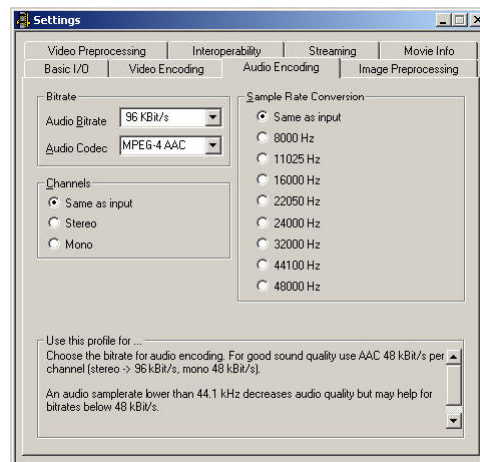 Settings
Video Preprocessing Interoperability Streaming Movie Info
Basic I/O Video Encoding Audio Encoding Image Preprocessing
Bitrate
Audio Bitrate 96 KBit/s
Audio Codec MPEG-4 AAC
Channels
Same as input
Stereo
Mono
Sample Rate Conversion
Same as input
8000 Hz
11025 Hz
16000 Hz
22050 Hz
24000 Hz
32000 Hz
44100 Hz
48000 Hz
Use this profile for ...
Choose the bitrate for audio encoding. For good sound quality use AAC 48 kBit/s per
channel (stereo -> 96 kBit/s, mono 48 kBit/s).
An audio samplerate lower than 44.1 kHz decreases audio quality but may help for
bitrates below 48 kBit/s.